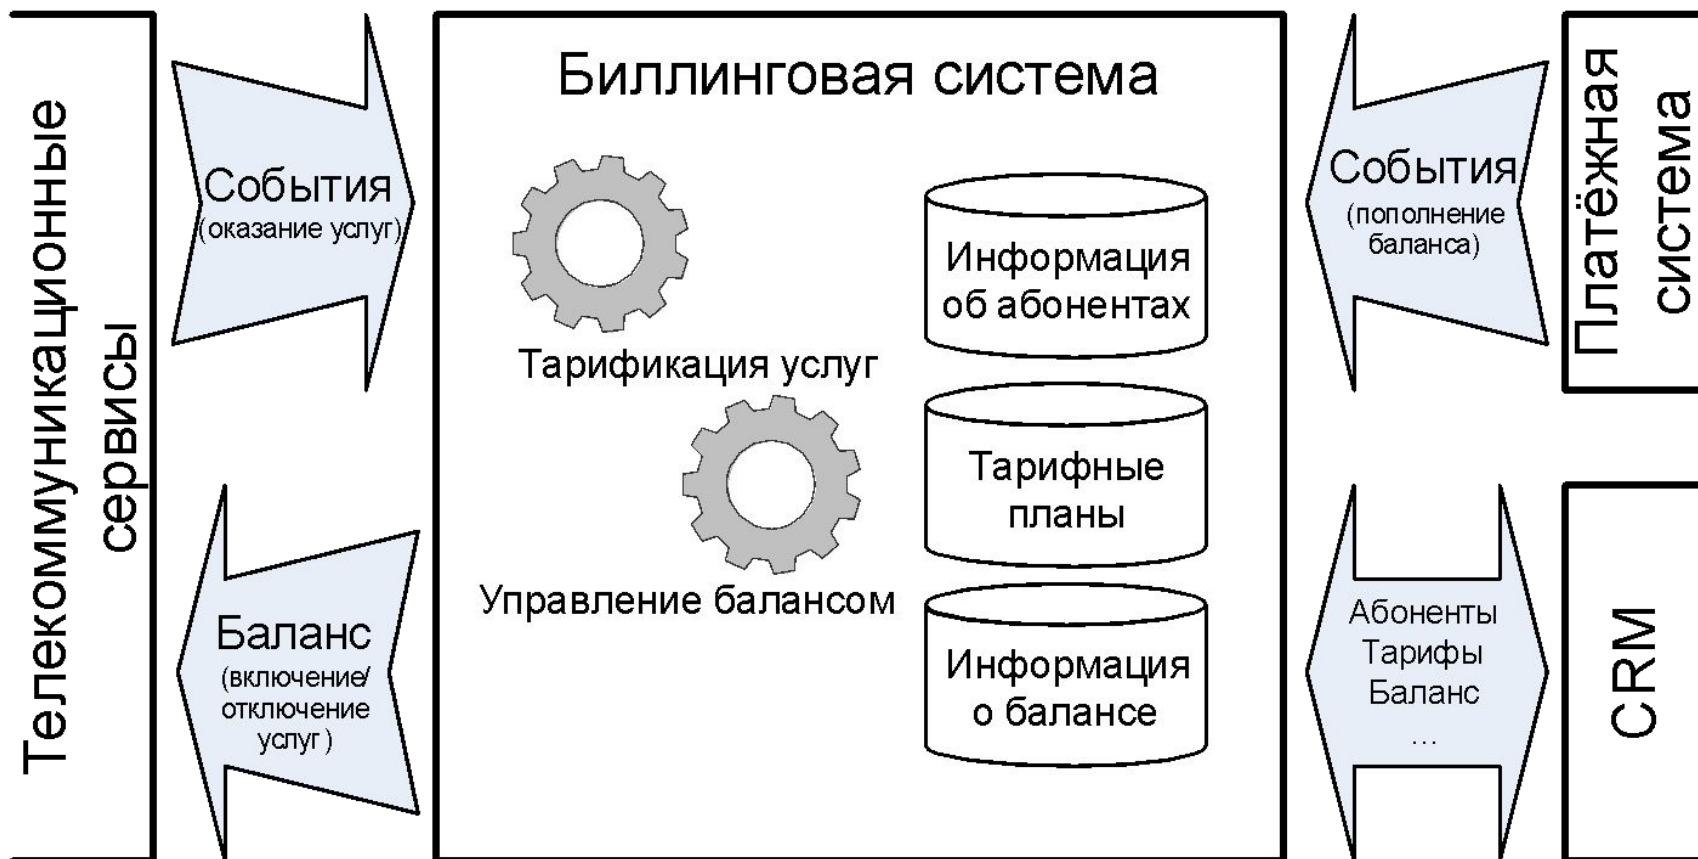 Телекоммуникационные
сервисы
События
(оказание услуг)
Баланс
(включение/
отключение
услуг)
Биллинговая система
Тарификация услуг
Управление балансом
Информация
об абонентах
Тарифные
планы
Информация
о балансе
События
(пополнение
баланса)
Абоненты
Тарифы
Баланс
...
Платёжная
система
CRM